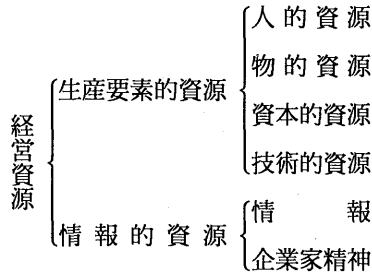 経営資源
生産要素的資源
人的資源
物的資源
資本的資源
技術的資源
情報的資源
情報
企業家精神